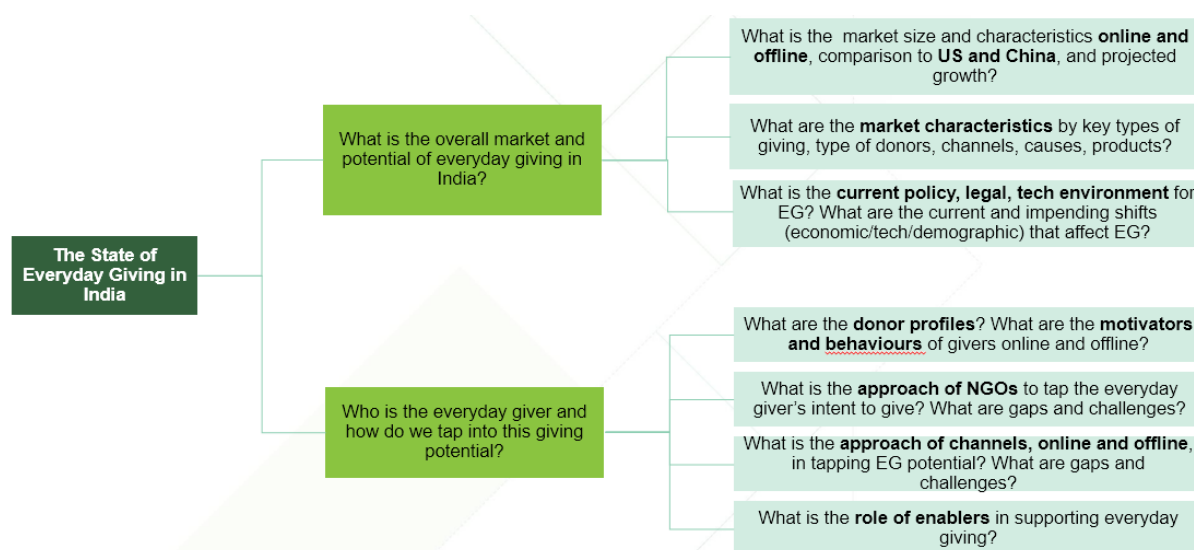 The State of
Everyday Giving in
India
What is the overall market and
potential of everyday giving in
India?
What is the market size and characteristics online and
offline, comparison to US and China, and projected
growth?
What are the market characteristics by key types of
giving, type of donors, channels, causes, products?
What is the current policy, legal, tech environment for
EG? What are the current and impending shifts
(economic/tech/demographic) that affect EG?
Who is the everyday giver and
how do we tap into this giving
potential?
What are the donor profiles? What are the motivators
and behaviours of givers online and offline?
What is the approach of NGOs to tap the everyday
giver’s intent to give? What are gaps and challenges?
What is the approach of channels, online and offline,
in tapping EG potential? What are gaps and
challenges?
What is the role of enablers in supporting everyday
giving?